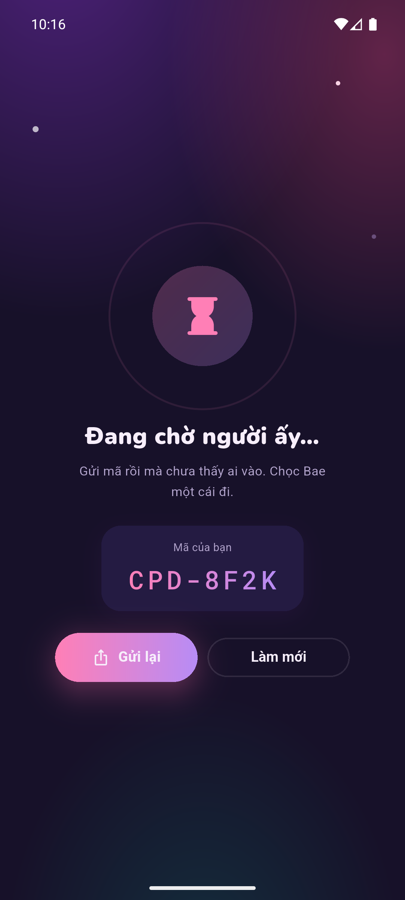 10:16
Đang chờ người ấy...
Gửi mã rồi mà chưa thấy ai vào. Chọc Bae
một cái đi.
Mã của bạn
CPD-8F2K
Gửi lại
Làm mới